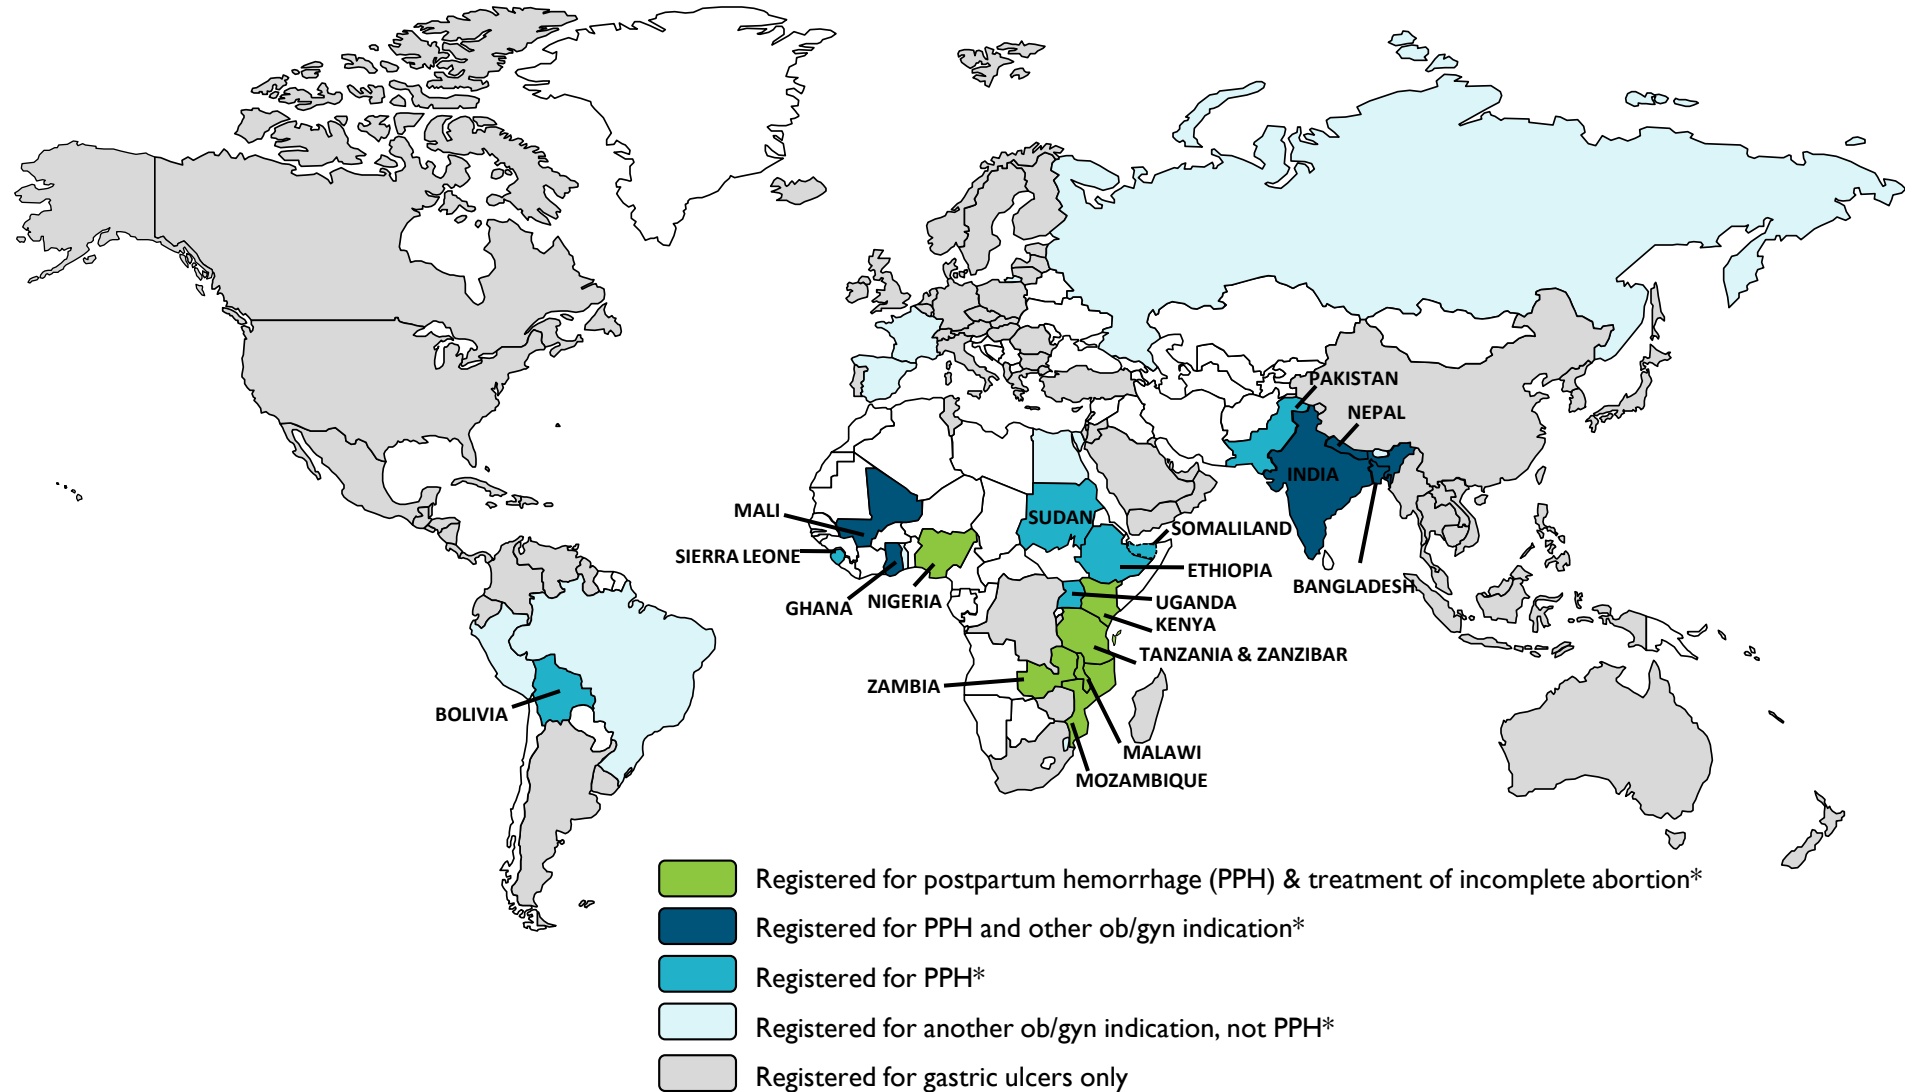 PAKISTAN
NEPAL
INDIA
MALI
SUDAN
SOMALILAND
SIERRA LEONE
ETHIOPIA
BANGLADESH
GHANA
NIGERIA
UGANDA
KENYA
TANZANIA & ZANZIBAR
ZAMBIA
BOLIVIA
MALAWI
MOZAMBIQUE
Registered for postpartum hemorrhage (PPH) & treatment of incomplete abortion*
Registered for PPH and other ob/gyn indication*
Registered for PPH*
Registered for another ob/gyn indication, not PPH*
Registered for gastric ulcers only